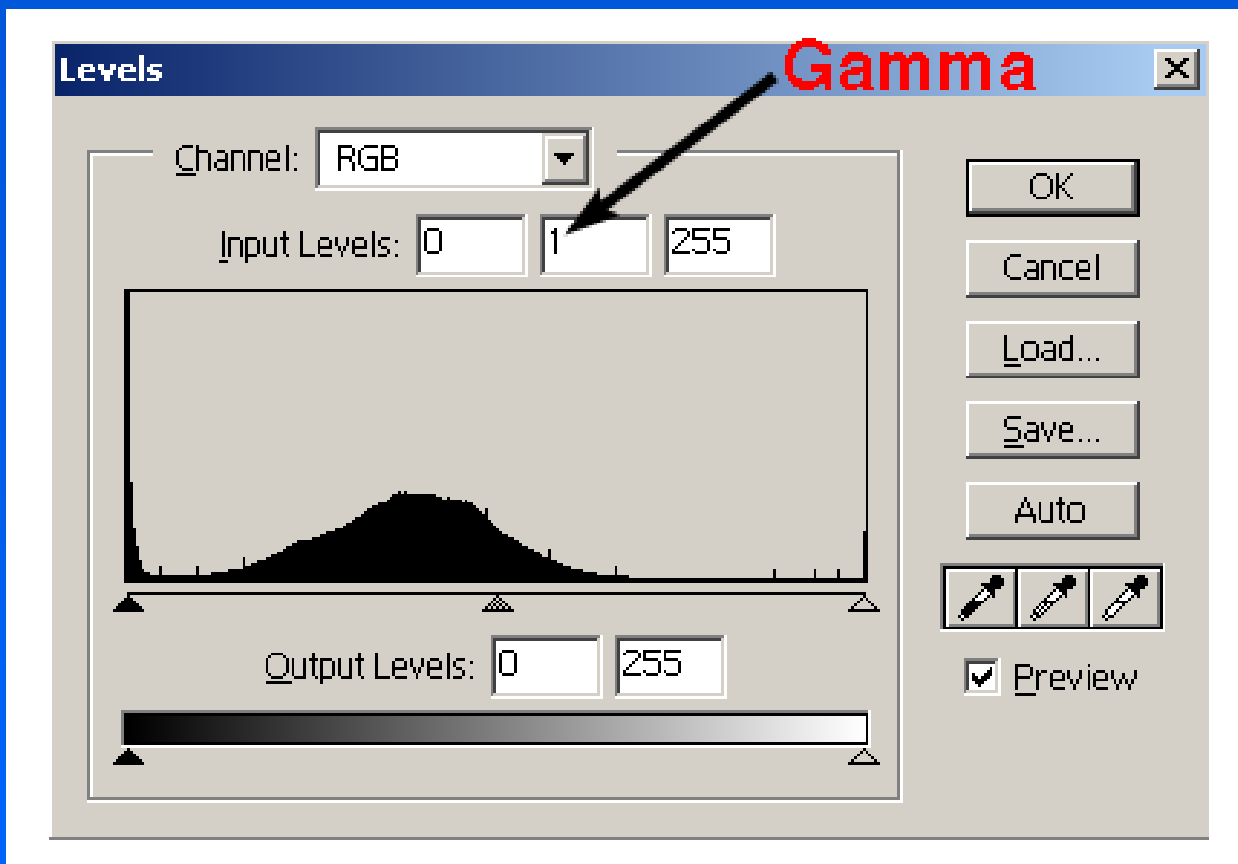 Levels
Gamma
Channel: RGB
Input Levels: 0 1 255
Output Levels: 0 255
OK
Cancel
Load...
Save...
Auto
Preview